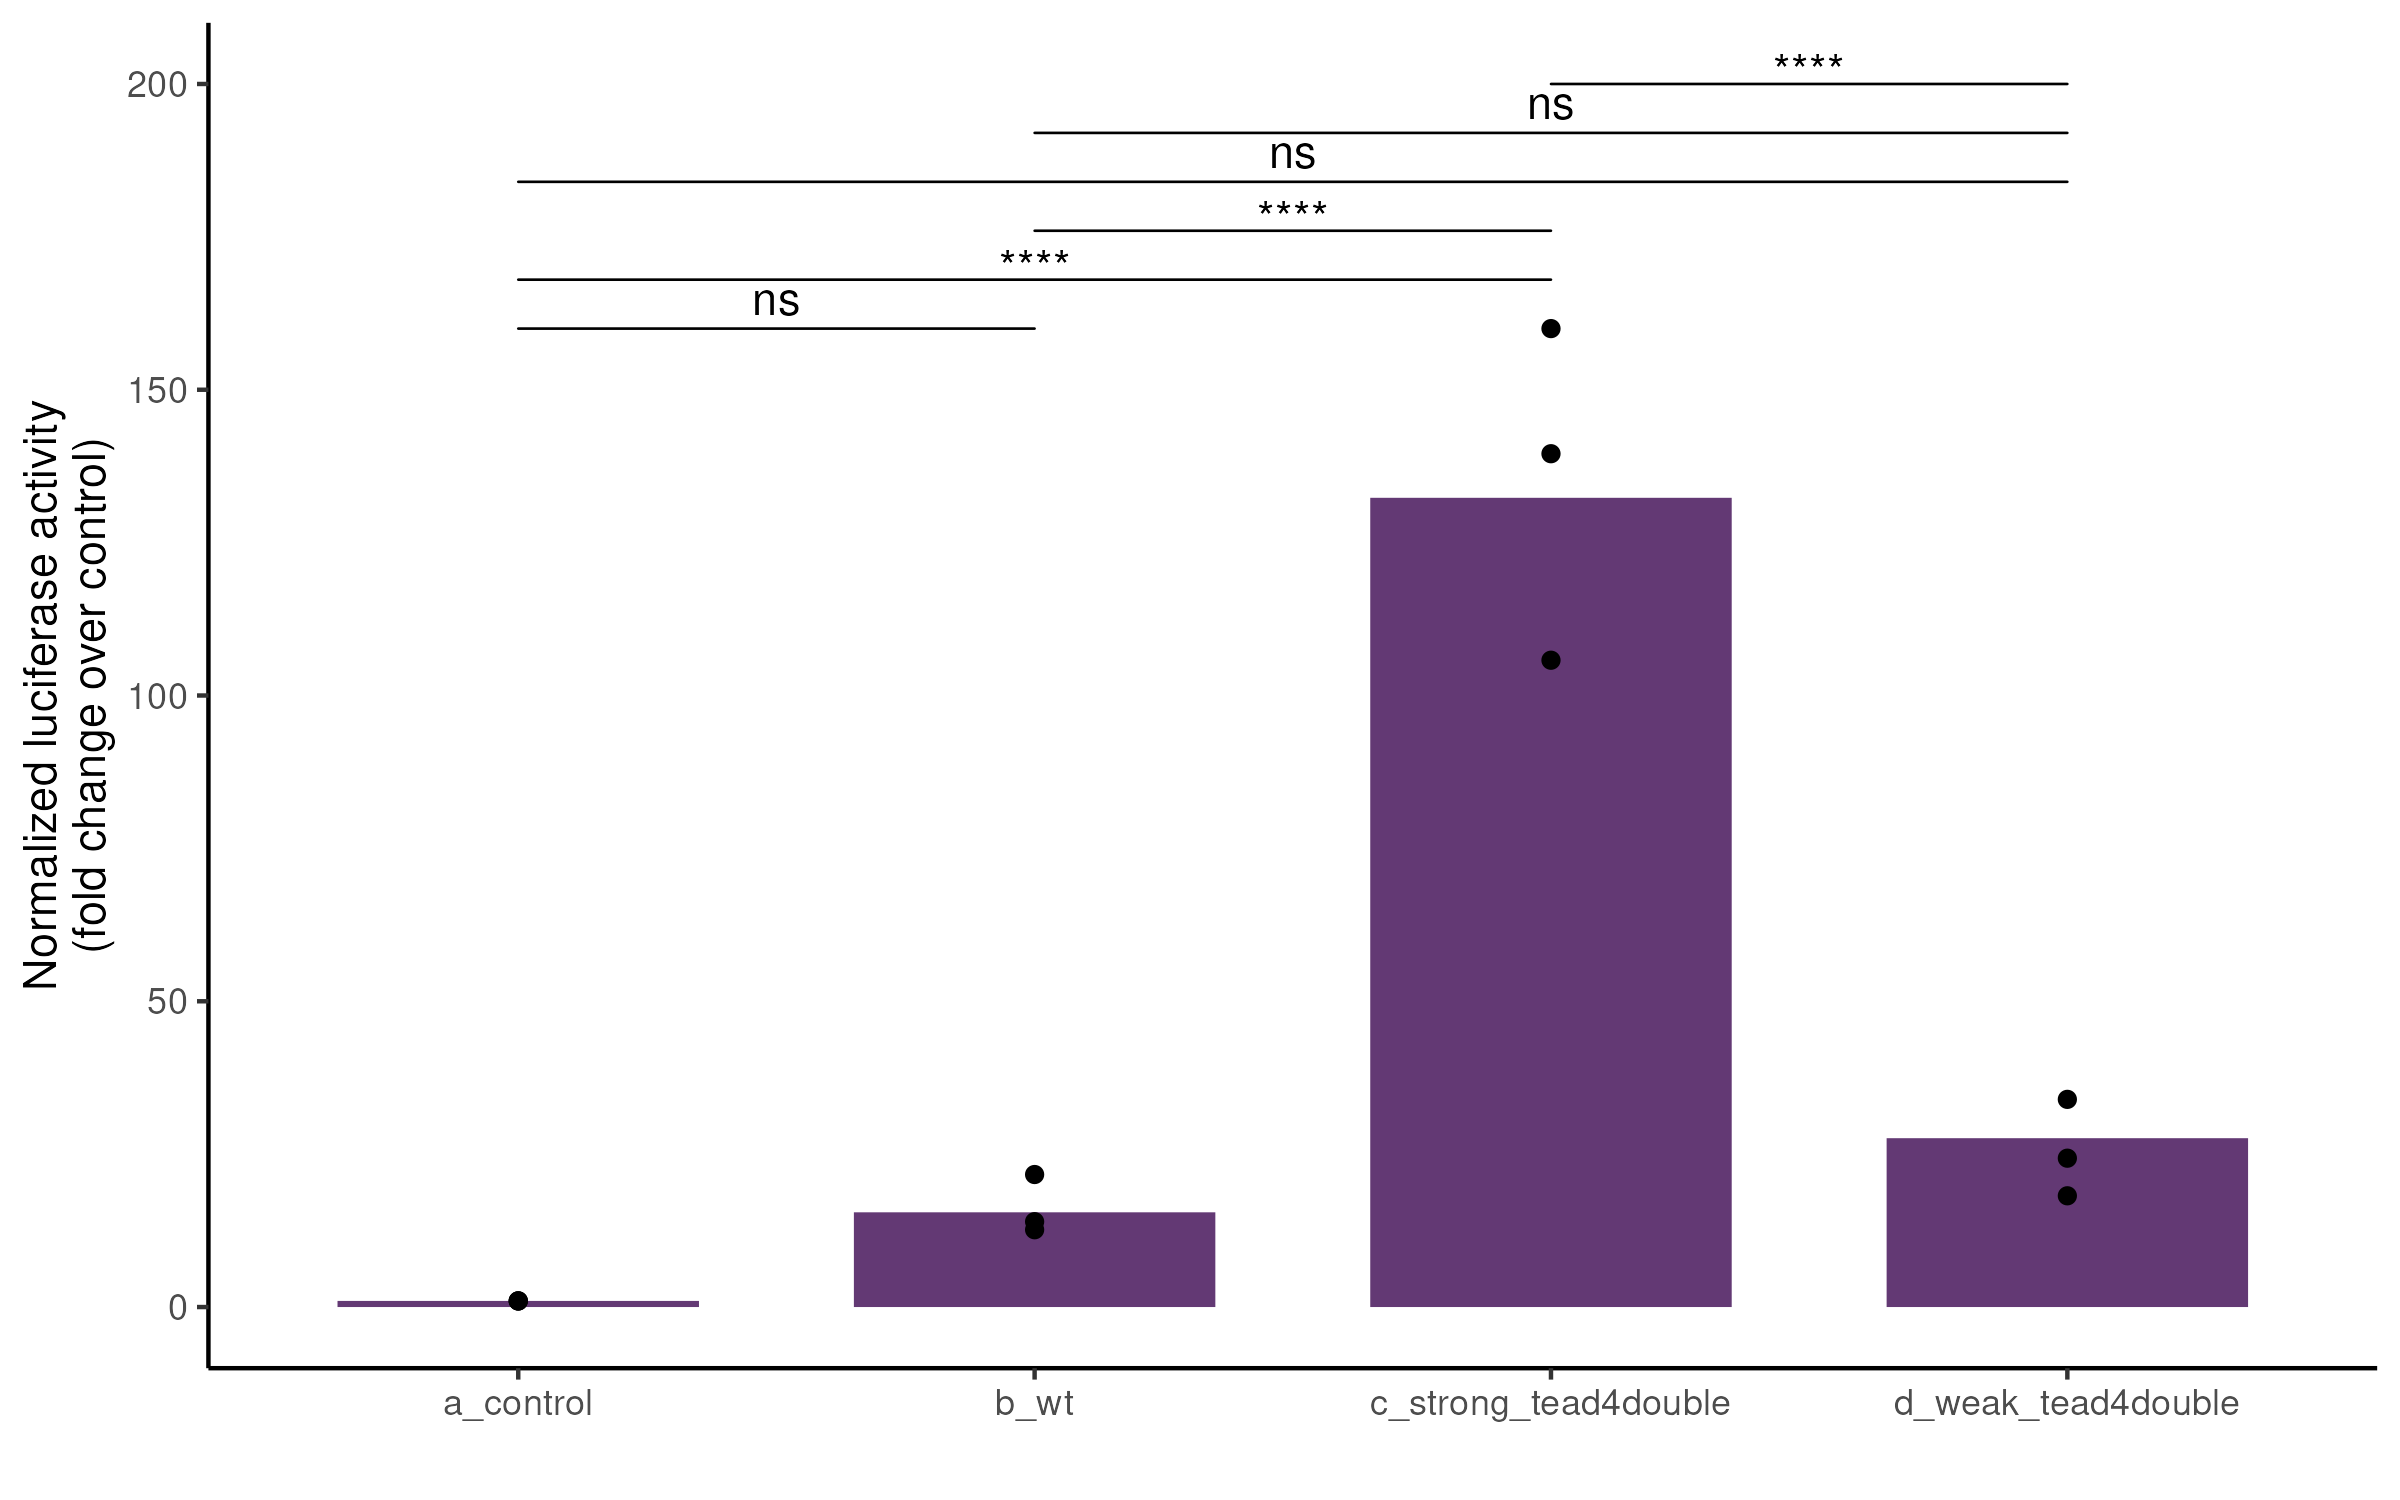 ****
ns
ns
****
****
ns
200
150
100
50
0
Normalized luciferase activity
(fold change over control)
a_control
b_wt
c_strong_tead4double
d_weak_tead4double